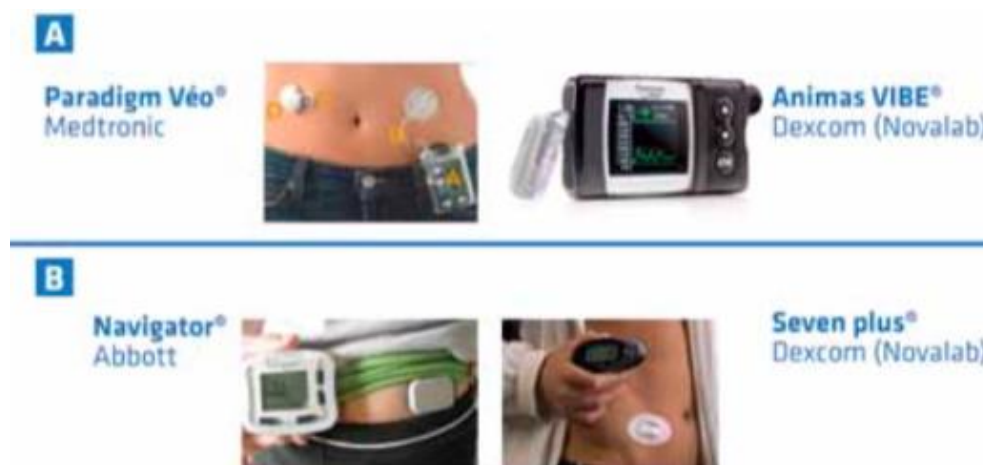 A
Paradigm Véo®
Medtronic
Animas VIBE®
Dexcom (Novalab)
B
Navigator®
Abbott
Seven plus®
Dexcom (Novalab)